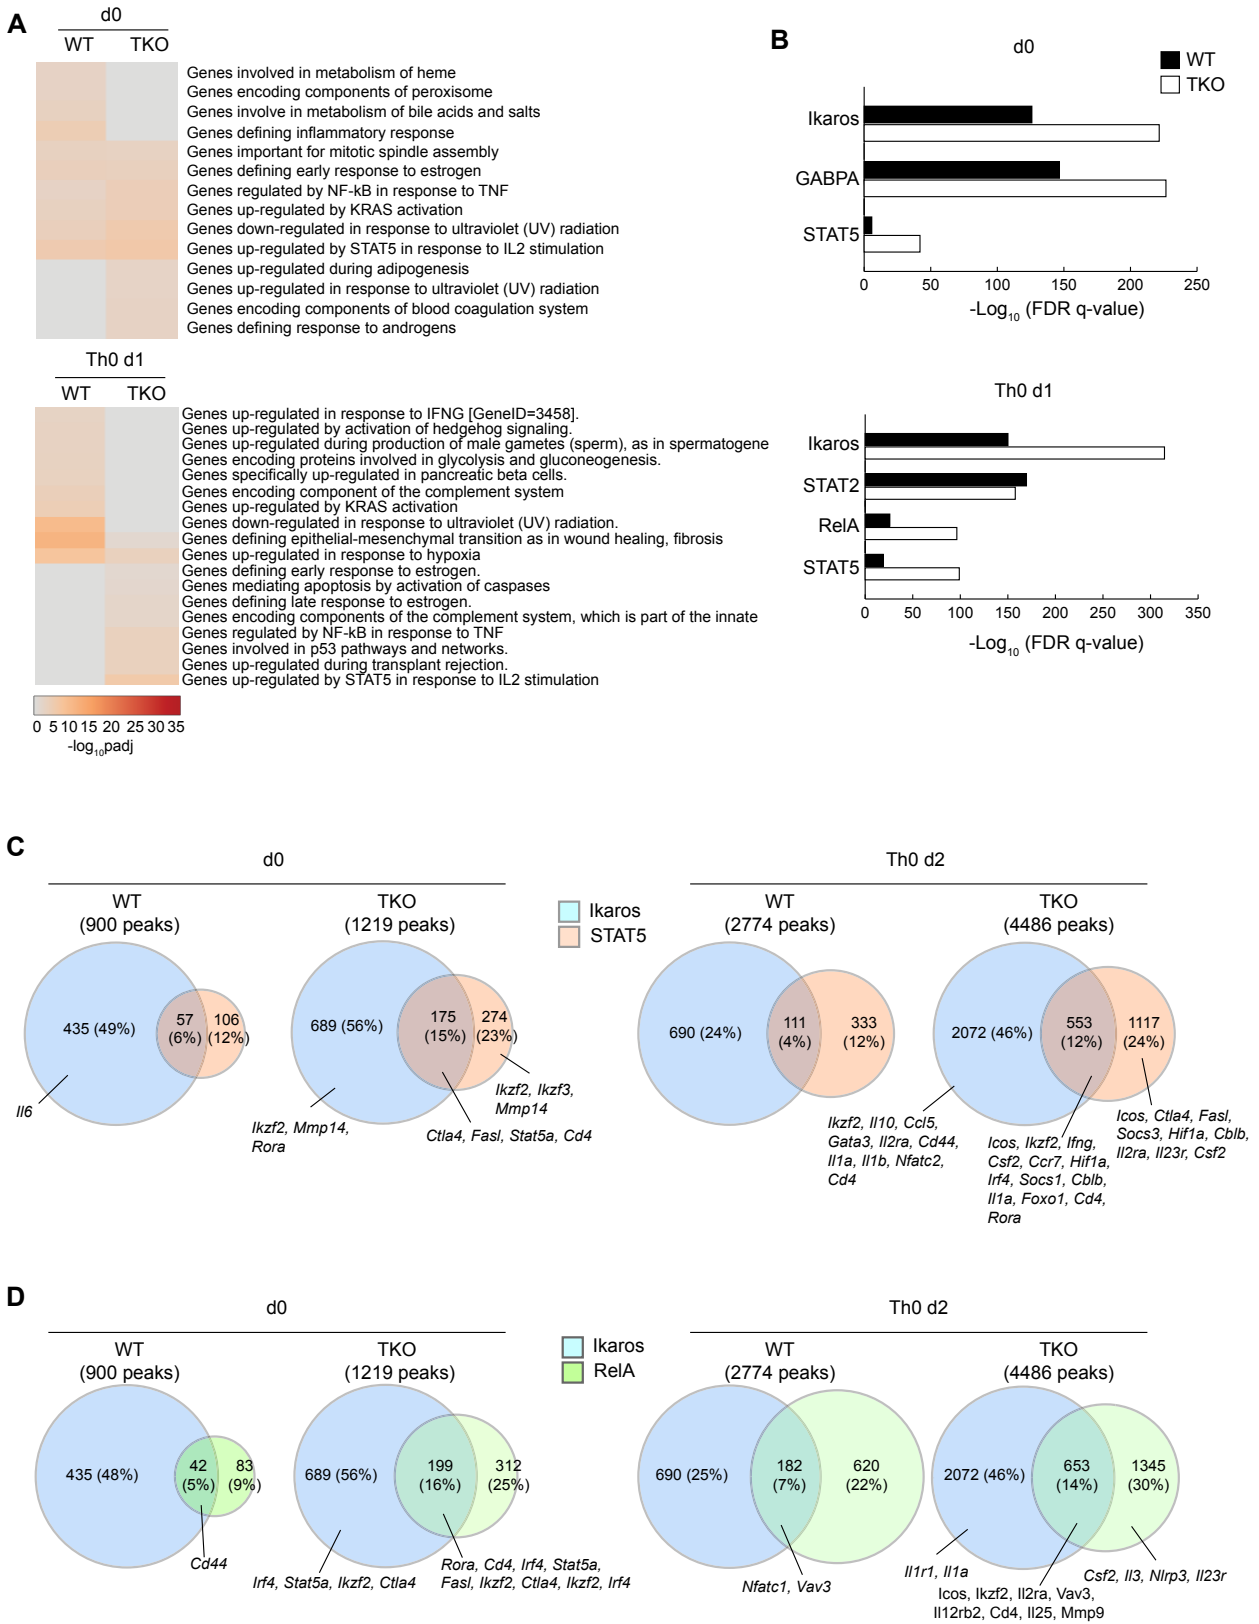 A
d0
WT TKO
Genes involved in metabolism of heme
Genes encoding components of peroxisome
Genes involve in metabolism of bile acids and salts
Genes defining inflammatory response
Genes important for mitotic spindle assembly
Genes defining early response to estrogen
Genes regulated by NF-kB in response to TNF
Genes up-regulated by KRAS activation
Genes down-regulated in response to ultraviolet (UV) radiation
Genes up-regulated by STAT5 in response to IL2 stimulation
Genes up-regulated during adipogenesis
Genes up-regulated in response to ultraviolet (UV) radiation
Genes encoding components of blood coagulation system
Genes defining response to androgens
Th0 d1
WT TKO
Genes up-regulated in response to IFNG [GeneID=3458].
Genes up-regulated by activation of hedgehog signaling.
Genes up-regulated during production of male gametes (sperm), as in spermatogene
Genes encoding proteins involved in glycolysis and gluconeogenesis.
Genes specifically up-regulated in pancreatic beta cells.
Genes encoding component of the complement system
Genes up-regulated by KRAS activation
Genes down-regulated in response to ultraviolet (UV) radiation.
Genes defining epithelial-mesenchymal transition as in wound healing, fibrosis
Genes up-regulated in response to hypoxia
Genes defining early response to estrogen.
Genes mediating apoptosis by activation of caspases
Genes defining late response to estrogen.
Genes encoding components of the complement system, which is part of the innate
Genes regulated by NF-kB in response to TNF
Genes involved in p53 pathways and networks.
Genes up-regulated during transplant rejection.
Genes up-regulated by STAT5 in response to IL2 stimulation
0 5 10 15 20 25 30 35
-log10padj
B
d0
WT
TKO
Ikaros
GABPA
STAT5
0 50 100 150 200 250
-Log10 (FDR q-value)
Th0 d1
Ikaros
STAT2
RelA
STAT5
0 50 100 150 200 250 300 350
-Log10 (FDR q-value)
C
d0
WT
(900 peaks)
TKO
(1219 peaks)
Ikaros
STAT5
Th0 d2
WT
(2774 peaks)
TKO
(4486 peaks)
435 (49%)
57
(6%)
106
(12%)
Il6
689 (56%)
175
(15%)
274
(23%)
Ikzf2, Mmp14,
Rora
Ctla4, Fasl, Stat5a, Cd4
Ikzf2, Ikzf3,
Mmp14
690 (24%)
111
(4%)
333
(12%)
2072 (46%)
553
(12%)
1117
(24%)
Ikzf2, Il10, Ccl5,
Gata3, Il2ra, Cd44,
Il1a, Il1b, Nfatc2,
Cd4
Icos, Ikzf2, Ifng,
Csf2, Ccr7, Hif1a,
Irf4, Socs1, Cblb,
Il1a, Foxo1, Cd4,
Rora
Icos, Ctla4, Fasl,
Socs3, Hif1a, Cblb,
Il2ra, Il23r, Csf2
D
d0
WT
(900 peaks)
TKO
(1219 peaks)
Ikaros
RelA
Th0 d2
WT
(2774 peaks)
TKO
(4486 peaks)
435 (48%)
42
(5%)
83
(9%)
Cd44
689 (56%)
199
(16%)
312
(25%)
Irf4, Stat5a, Ikzf2, Ctla4
Rora, Cd4, Irf4, Stat5a,
Fasl, Ikzf2, Ctla4, Ikzf2, Irf4
690 (25%)
182
(7%)
620
(22%)
Nfatc1, Vav3
2072 (46%)
653
(14%)
1345
(30%)
Il1r1, Il1a
Icos, Ikzf2, Il2ra, Vav3,
Il12rb2, Cd4, Il25, Mmp9
Csf2, Il3, Nlrp3, Il23r